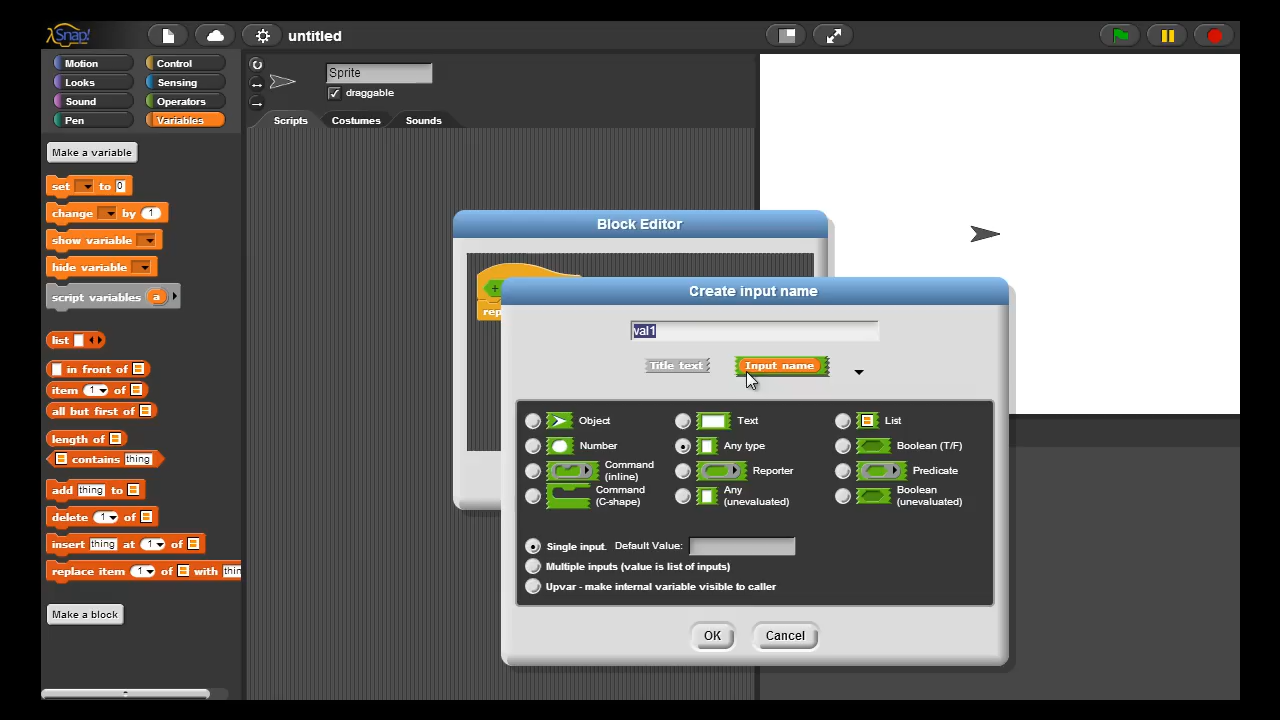 λSnap! untitled
Motion Control
Looks Sensing
Sound Operators
Pen Variables
Sprite
draggable
Scripts Costumes Sounds
Make a variable
set to 0
change by 1
show variable
hide variable
script variables a
list
in front of
item 1 of
all but first of
length of
contains thing
add thing to
delete 1 of
insert thing at 1 of
replace item 1 of with thin
Make a block
Block Editor
+
rep
Create input name
val1
Title text Input name
Object Text List
Number Any type Boolean (T/F)
Command (inline) Reporter Predicate
Command (C-shape) Any (unevaluated) Boolean (unevaluated)
Single input. Default Value:
Multiple inputs (value is list of inputs)
Upvar - make internal variable visible to caller
OK Cancel